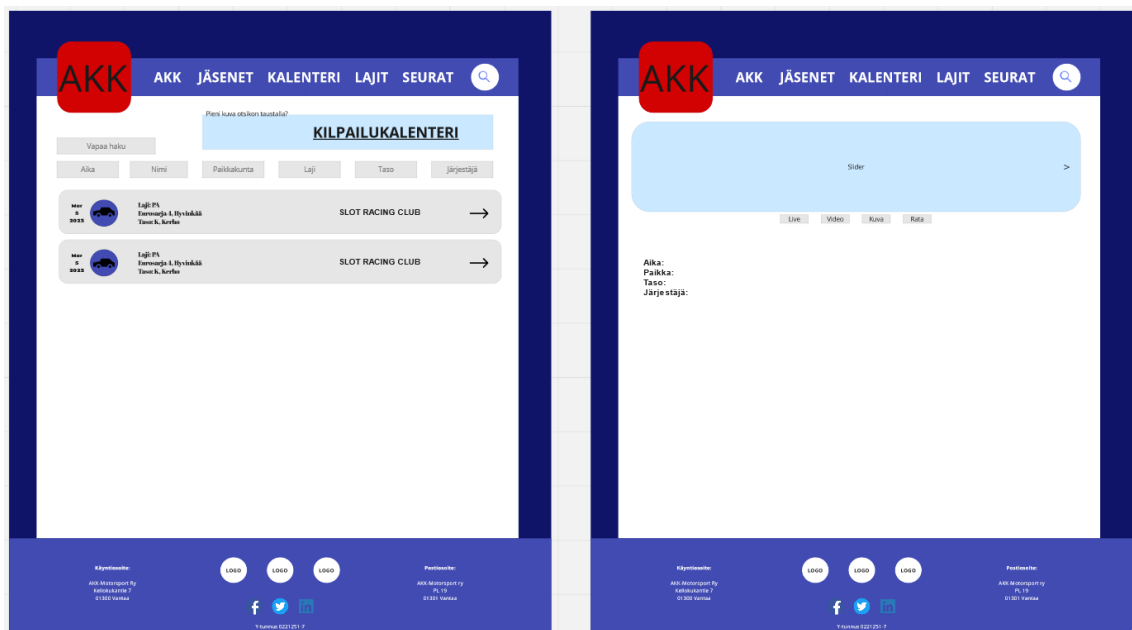 AKK
AKK JÄSENET KALENTERI LAJIT SEURAT
Pieni kuva otsikon taustalla?
KILPAILUKALENTERI
Vapaa haku
Aika Nimi Paikkakunta Laji Taso Järjestäjä
Mar
5
2023
Laji: PA
Eurosarja 4, Hyvinkää
Taso: K, Kerho
SLOT RACING CLUB
Mar
5
2023
Laji: PA
Eurosarja 4, Hyvinkää
Taso: K, Kerho
SLOT RACING CLUB
Käyntiosoite:
AKK-Motorsport Ry
Kellokukantie 7
01300 Vantaa
LOGO LOGO LOGO
Postiosoite:
AKK-Motorsport ry
PL 19
01301 Vantaa
Y-tunnus 0221251-7
AKK
AKK JÄSENET KALENTERI LAJIT SEURAT
Slider
>
Live Video Kuva Rata
Aika:
Paikka:
Taso:
Järjestäjä:
Käyntiosoite:
AKK-Motorsport Ry
Kellokukantie 7
01300 Vantaa
LOGO LOGO LOGO
Postiosoite:
AKK-Motorsport ry
PL 19
01301 Vantaa
Y-tunnus 0221251-7